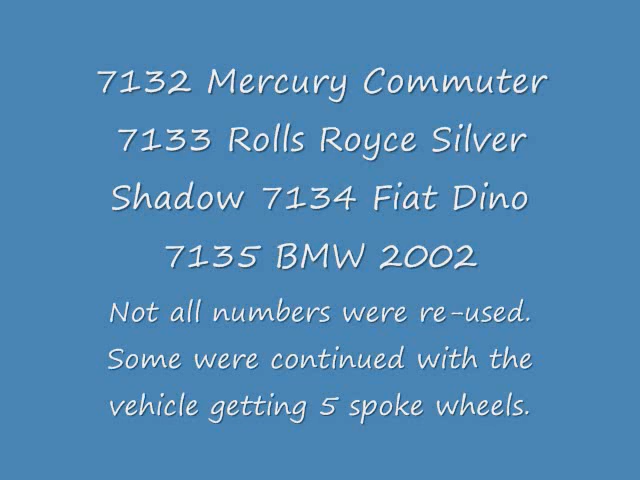 7132 Mercury Commuter
7133 Rolls Royce Silver
Shadow 7134 Fiat Dino
7135 BMW 2002
Not all numbers were re-used.
Some were continued with the
vehicle getting 5 spoke wheels.